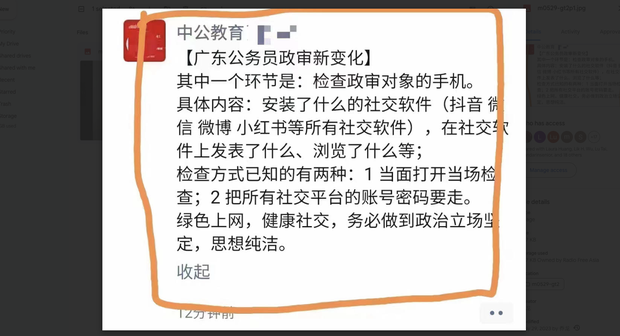 中公教育
【广东公务员政审新变化】
其中一个环节是：检查政审对象的手机。
具体内容：安装了什么的社交软件（抖音 微
信 微博 小红书等所有社交软件），在社交软
件上发表了什么、浏览了什么等；
检查方式已知的有两种：1 当面打开当场检
查；2 把所有社交平台的账号密码要走。
绿色上网，健康社交，务必做到政治立场坚
定，思想纯洁。
收起
12分钟前